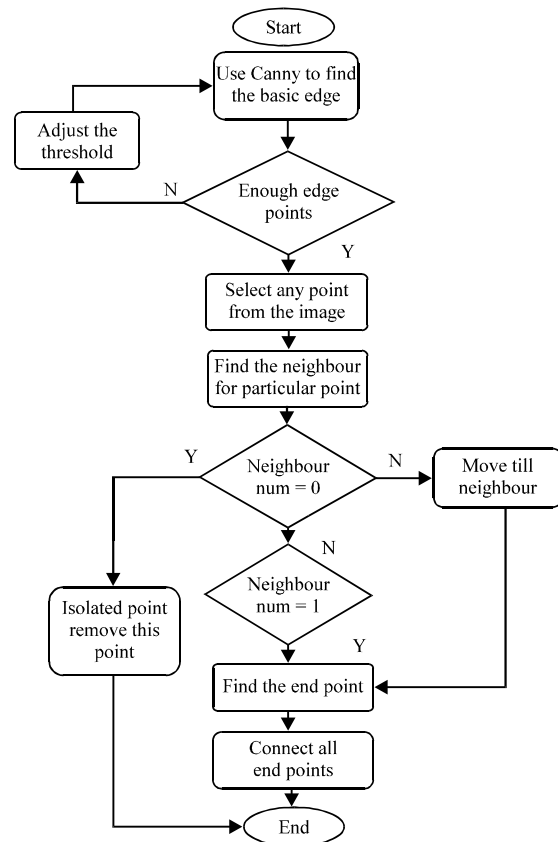 Start
Use Canny to find
the basic edge
Adjust the
threshold
N
Enough edge
points
Y
Select any point
from the image
Find the neighbour
for particular point
Y
Neighbour
num = 0
N
Move till
neighbour
N
Neighbour
num = 1
Isolated point
remove this
point
Y
Find the end point
Connect all
end points
End